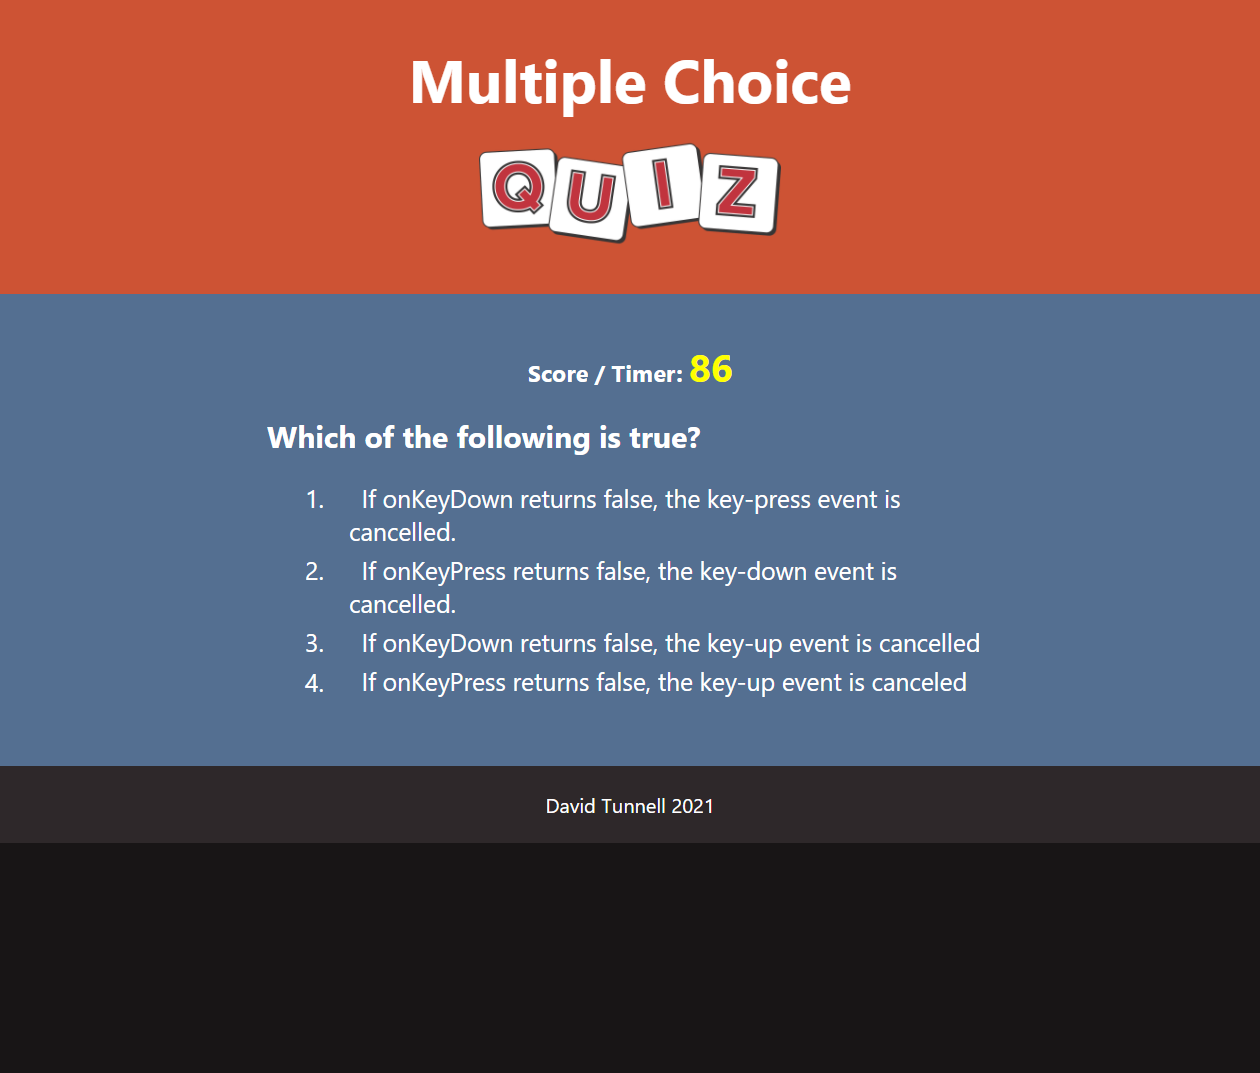 Multiple Choice
QUIZ
Score / Timer: 86
Which of the following is true?
1. If onKeyDown returns false, the key-press event is
cancelled.
2. If onKeyPress returns false, the key-down event is
cancelled.
3. If onKeyDown returns false, the key-up event is cancelled
4. If onKeyPress returns false, the key-up event is canceled
David Tunnell 2021